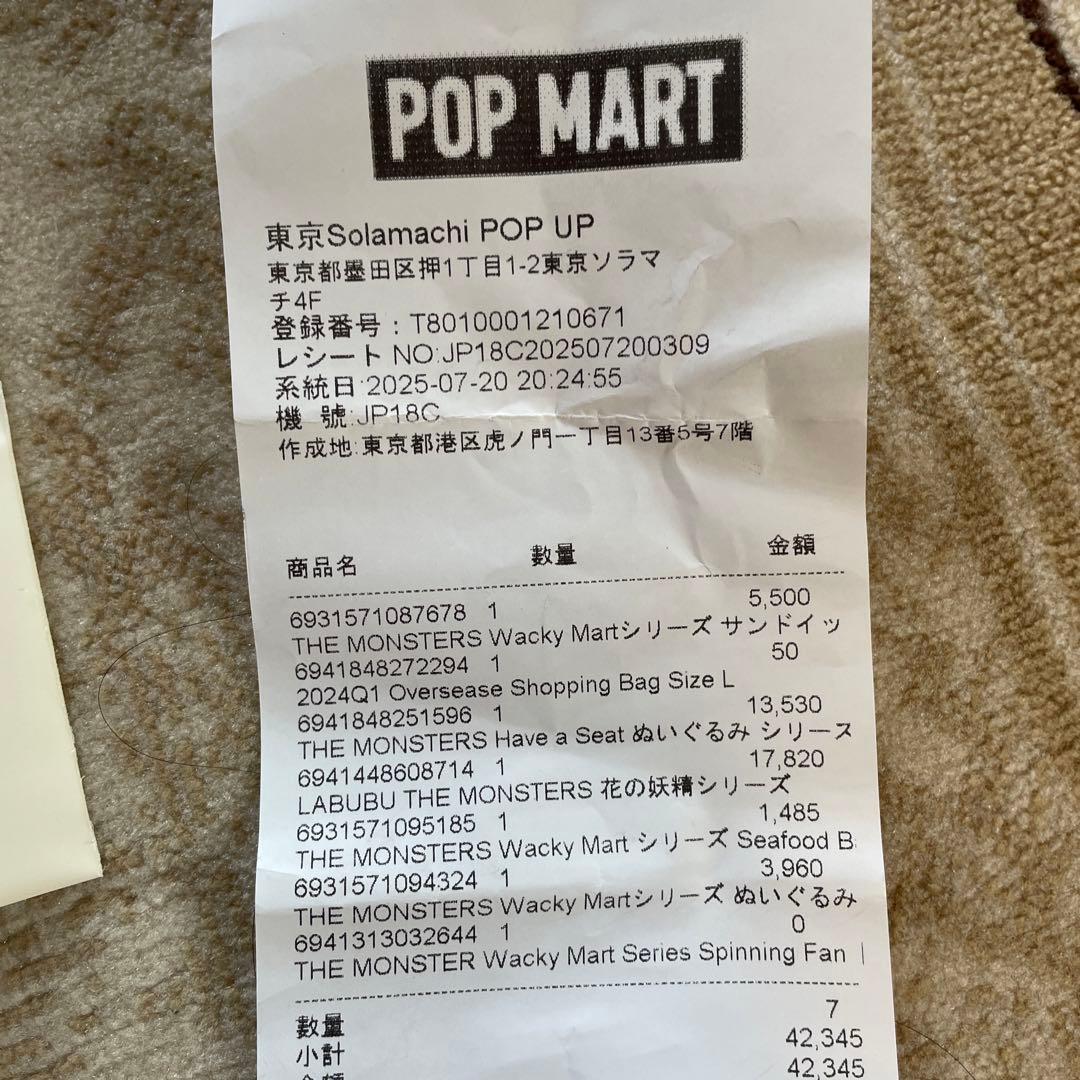 POP MART
東京Solamachi POP UP
東京都墨田区押1丁目1-2東京ソラマ
チ4F
登録番号：T8010001210671
レシート NO:JP18C202507200309
系統日:2025-07-20 20:24:55
機 號:JP18C
作成地:東京都港区虎ノ門一丁目13番5号7階
商品名 數量 金額
6931571087678 1 5,500
THE MONSTERS Wacky Martシリーズ サンドイッ
6941848272294 1 50
2024Q1 Oversease Shopping Bag Size L
6941848251596 1 13,530
THE MONSTERS Have a Seat ぬいぐるみ シリース
6941448608714 1 17,820
LABUBU THE MONSTERS 花の妖精シリーズ
6931571095185 1 1,485
THE MONSTERS Wacky Mart シリーズ Seafood B
6931571094324 1 3,960
THE MONSTERS Wacky Martシリーズ ぬいぐるみ
6941313032644 1 0
THE MONSTER Wacky Mart Series Spinning Fan
數量 7
小計 42,345
42,345